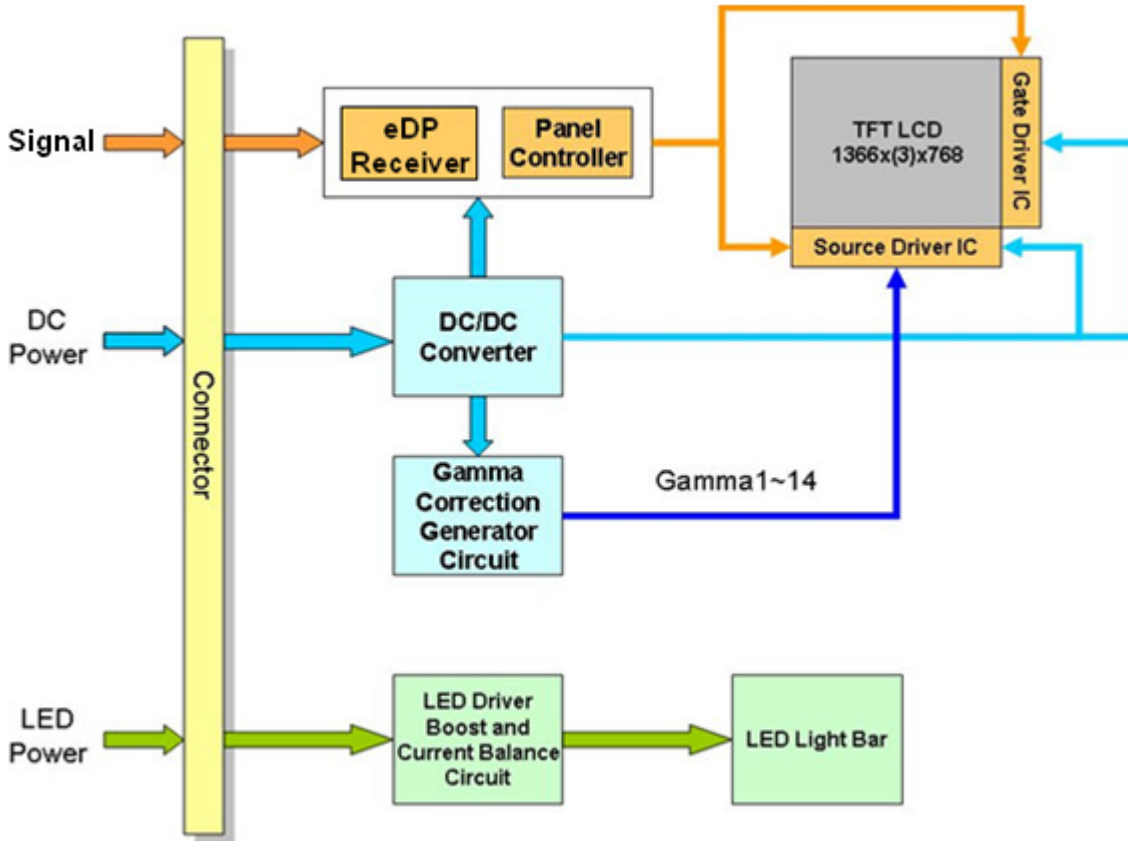 Signal
DC
Power
LED
Power
Connector
eDP
Receiver
Panel
Controller
DC/DC
Converter
Gamma
Correction
Generator
Circuit
Gamma1~14
TFT LCD
1366x(3)x768
Gate Driver IC
Source Driver IC
LED Driver
Boost and
Current Balance
Circuit
LED Light Bar